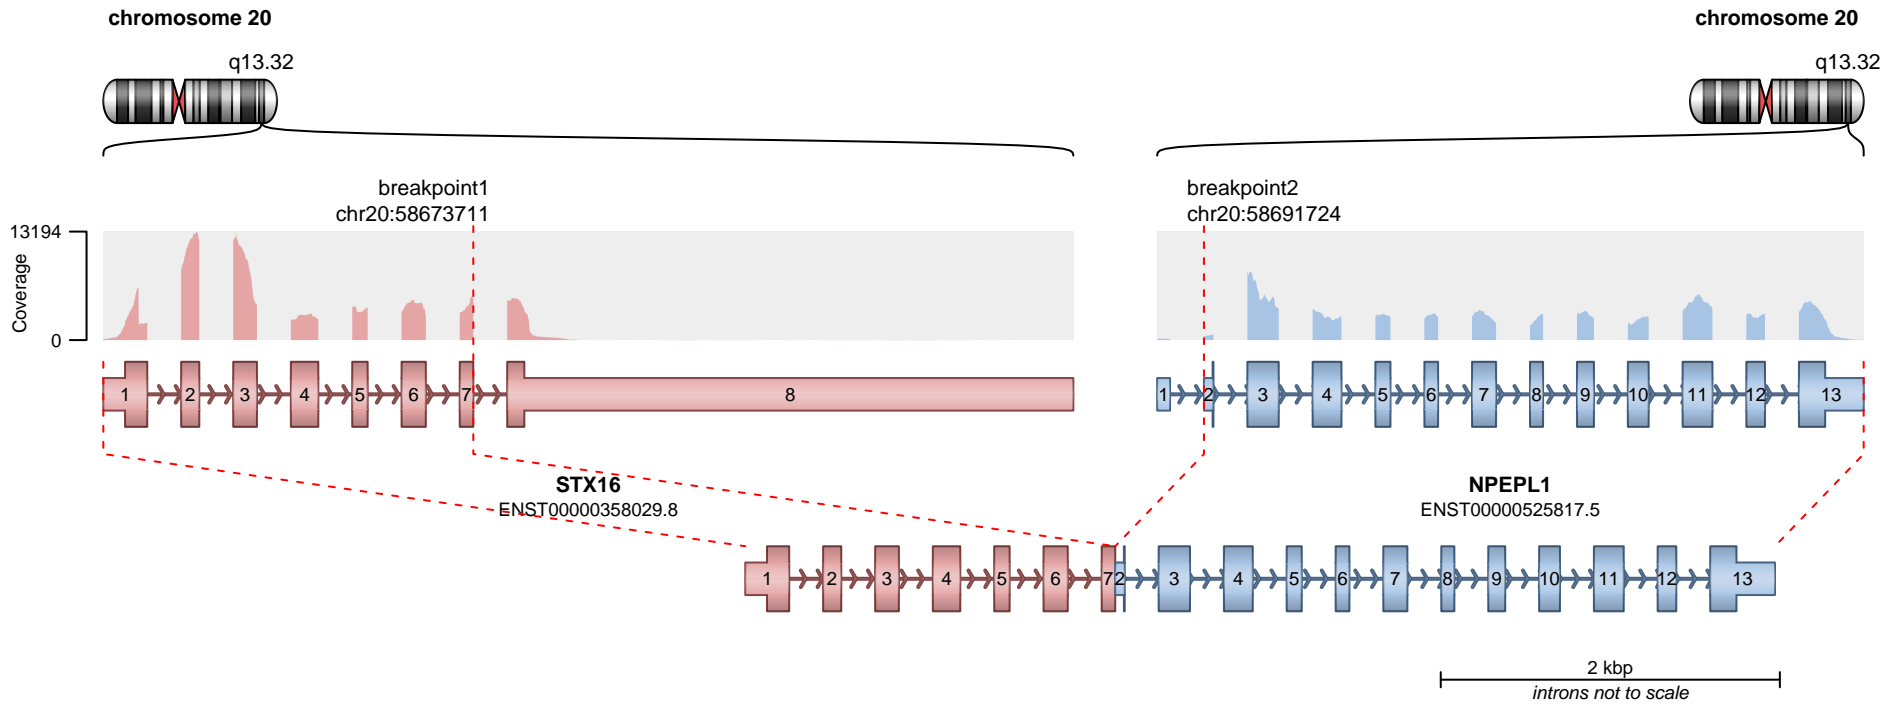 chromosome 20
chromosome 20
q13.32
q13.32
breakpoint1
chr20:58673711
breakpoint2
chr20:58691724
13194
Coverage
0
1 2 3 4 5 6 7 8
1 2 3 4 5 6 7 8 9 10 11 12 13
STX16
ENST00000358029.8
NPEPL1
ENST00000525817.5
1 2 3 4 5 6 7 2 3 4 5 6 7 8 9 10 11 12 13
2 kbp
introns not to scale